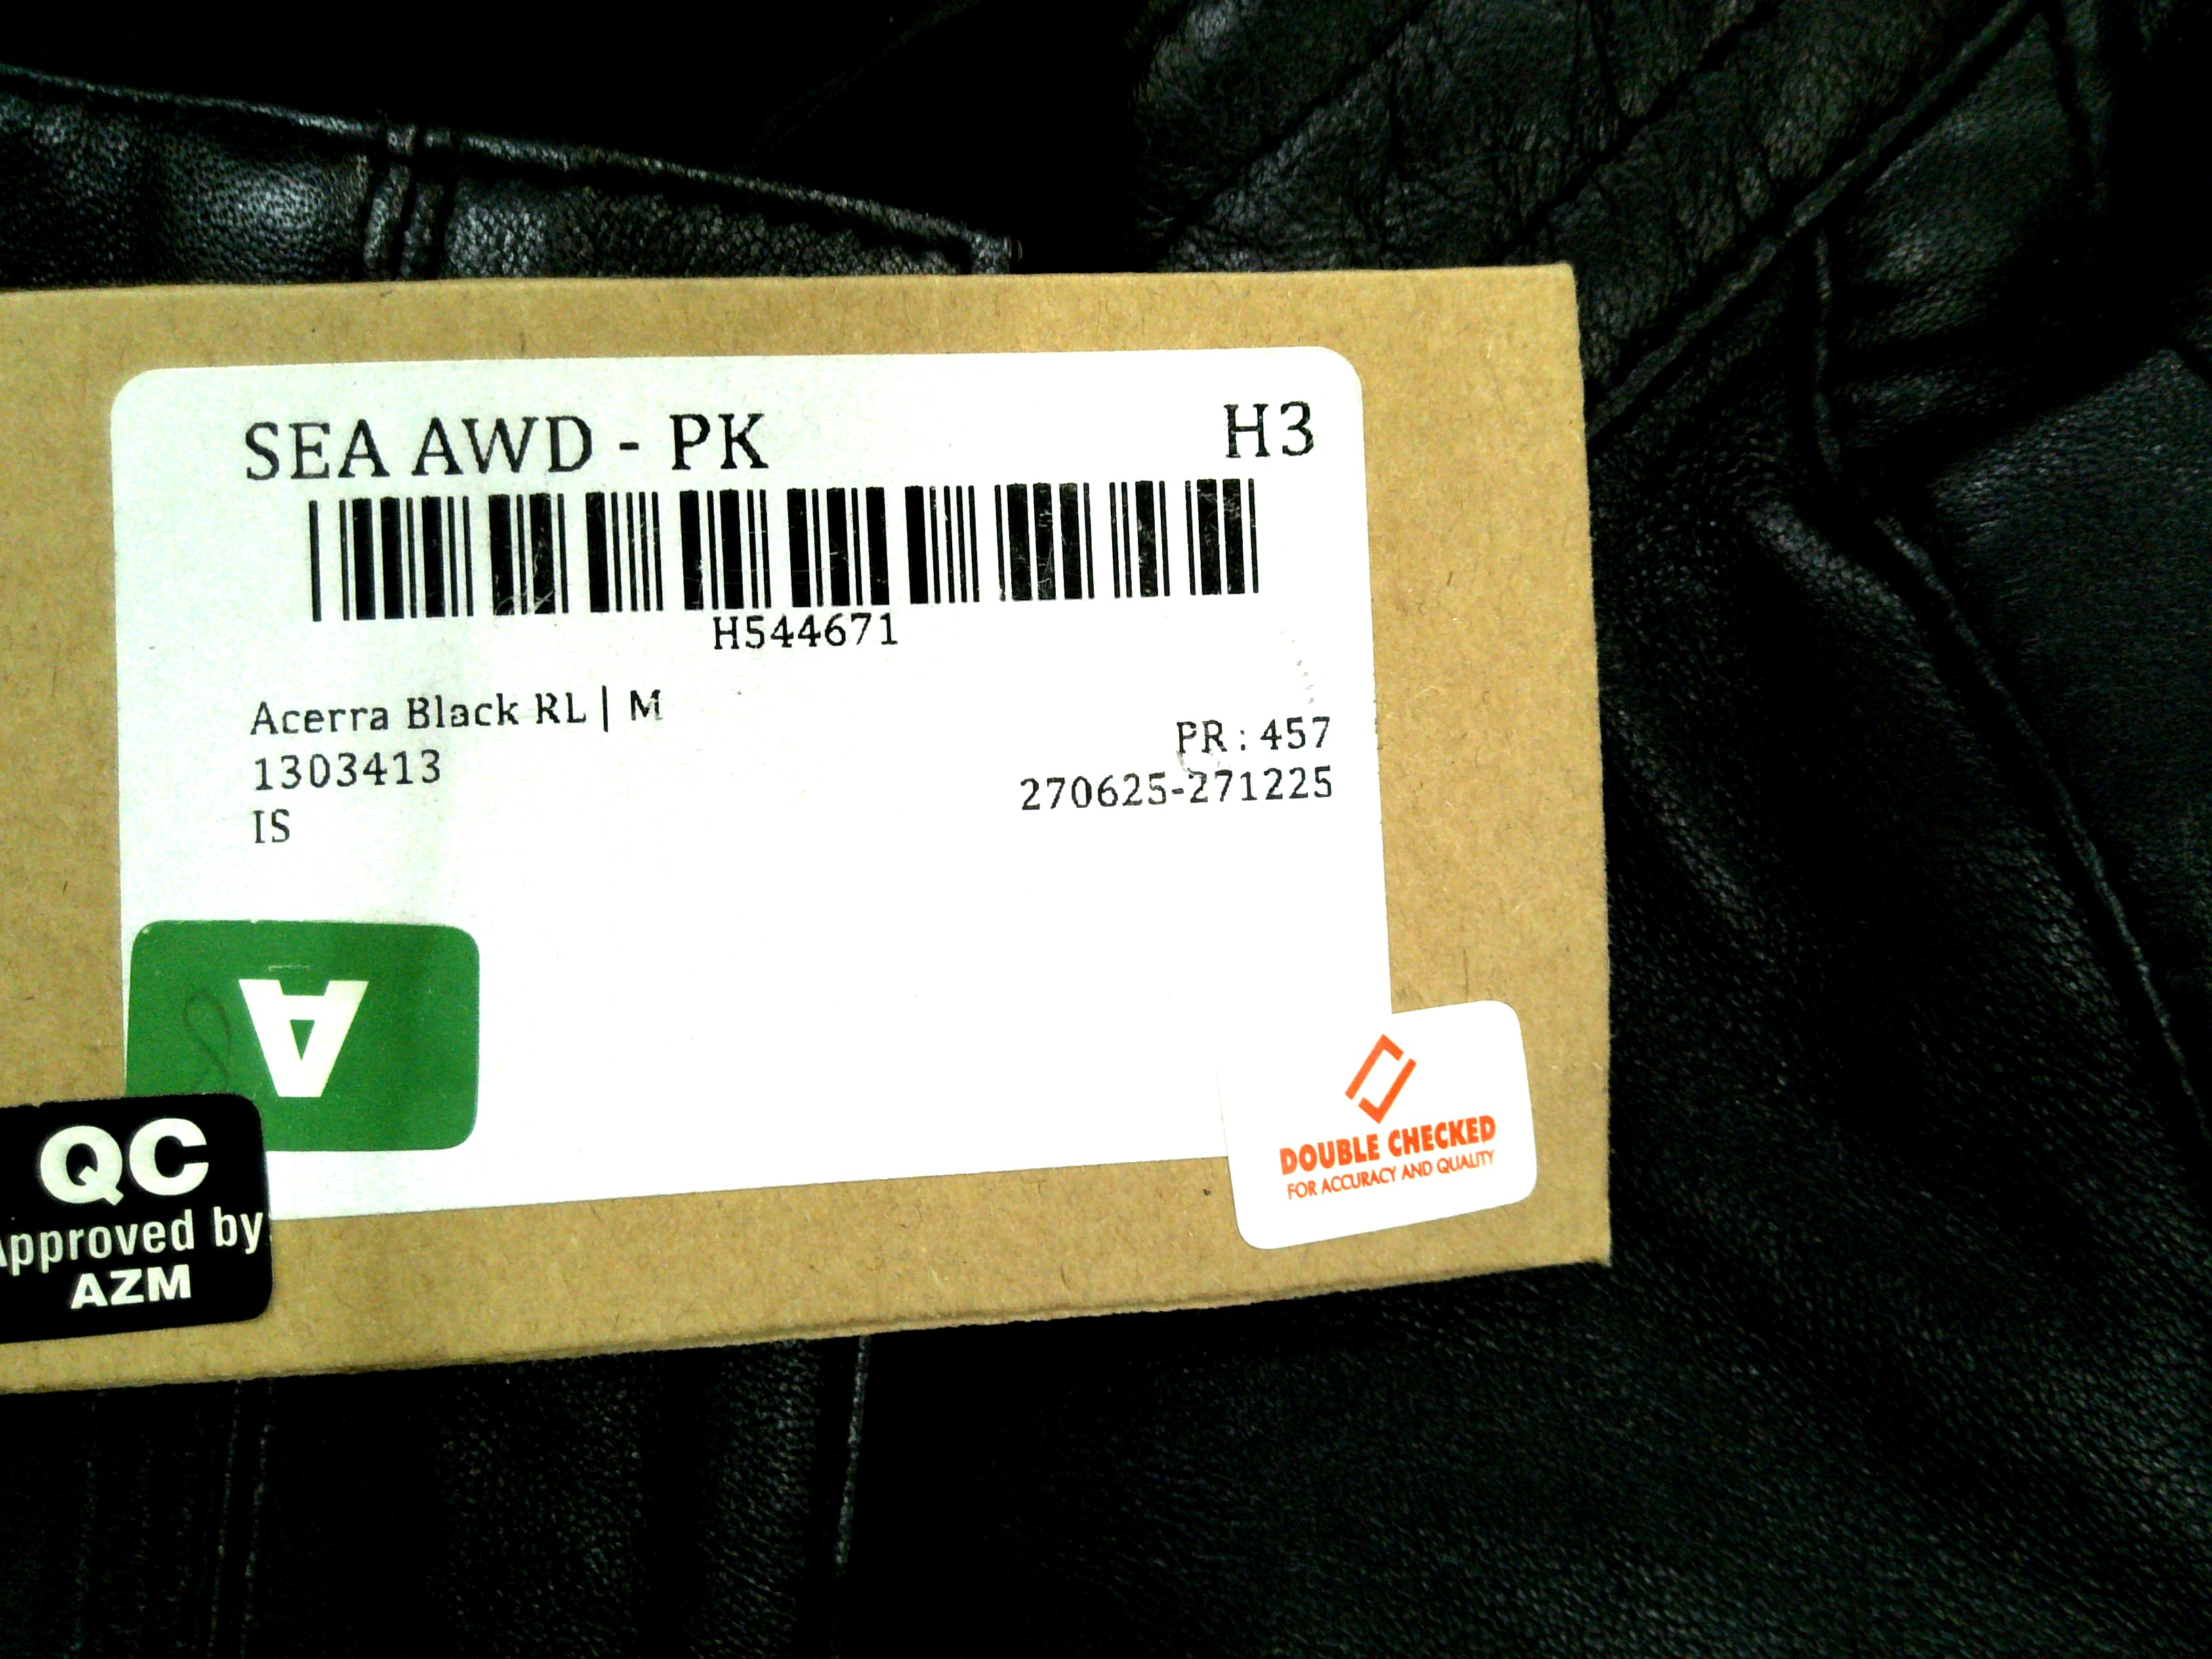 SEA AWD - PK H3
H544671
Acerra Black RL | M
PR : 457
1303413
270625-271225
IS
A
QC
Approved by
AZM
DOUBLE CHECKED
FOR ACCURACY AND QUALITY